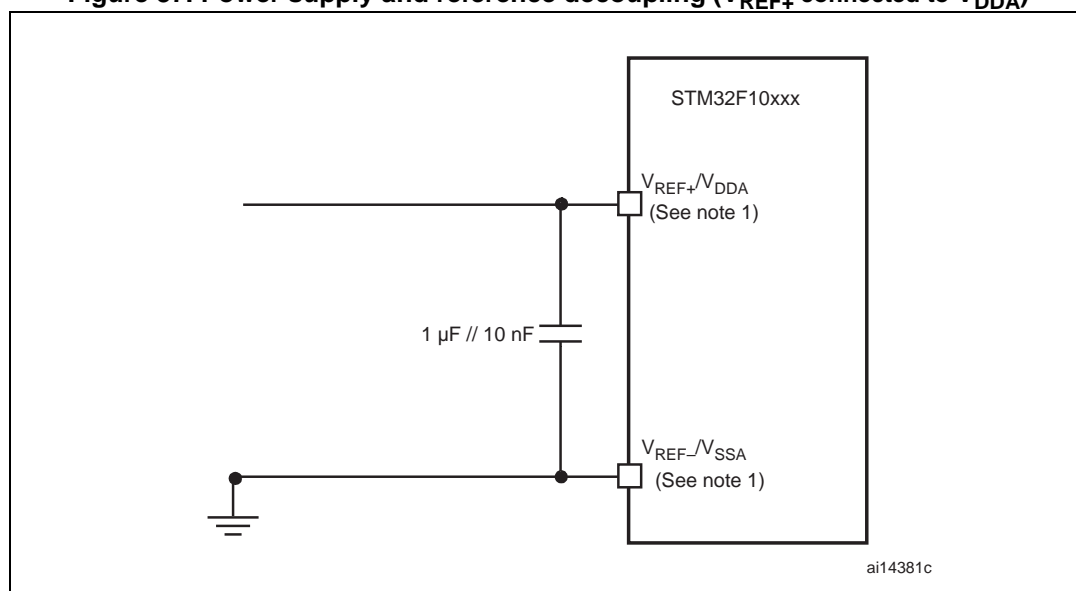 STM32F10xxx
VREF+/VDDA
(See note 1)
1 µF // 10 nF
VREF–/VSSA
(See note 1)
ai14381c